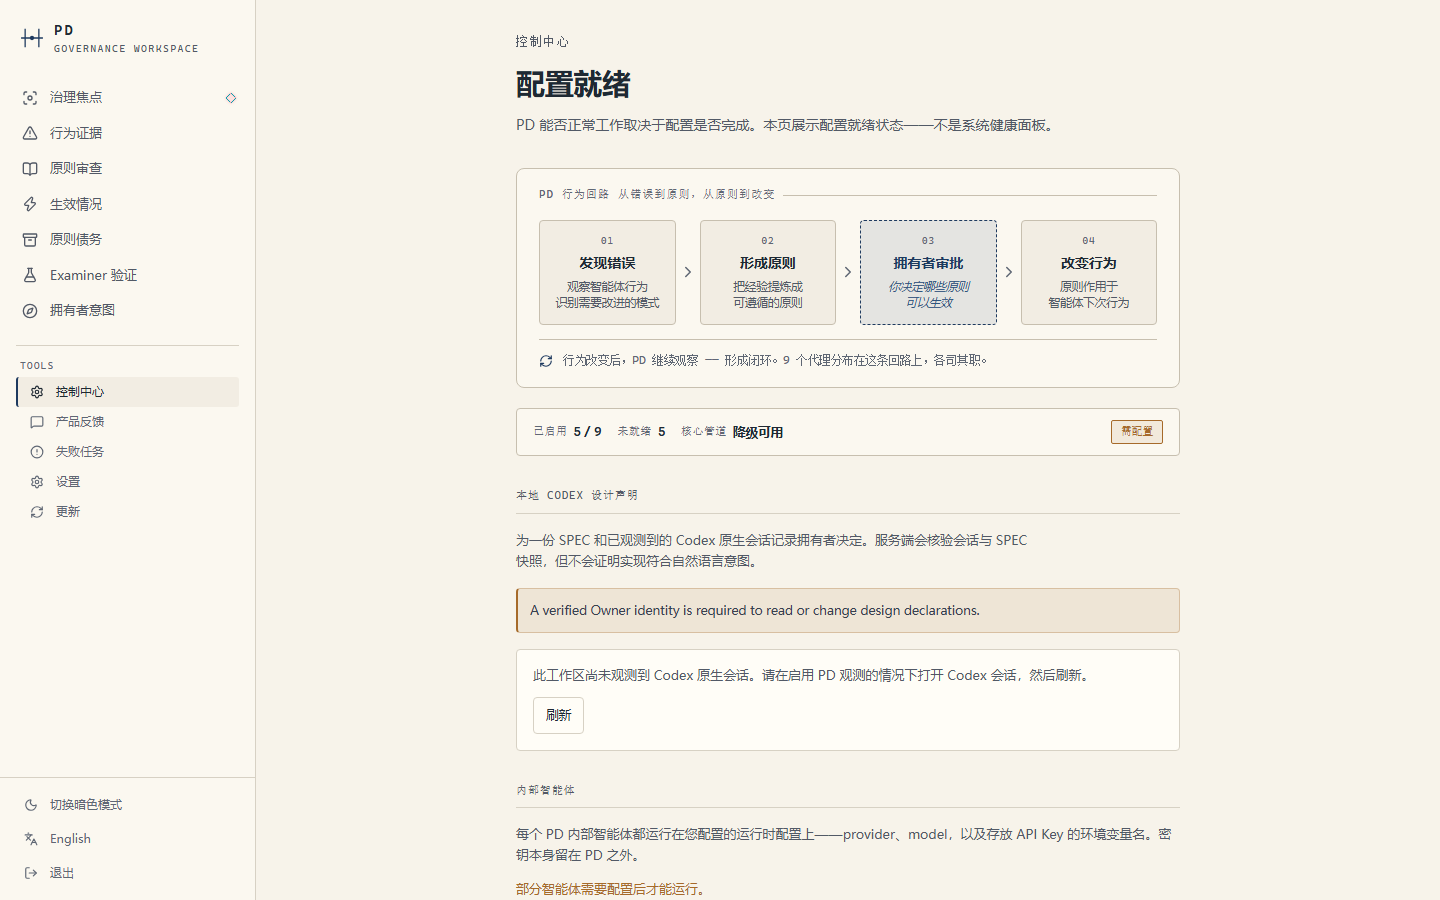 PD
GOVERNANCE WORKSPACE
治理焦点
行为证据
原则审查
生效情况
原则债务
Examiner 验证
拥有者意图
TOOLS
控制中心
产品反馈
失败任务
设置
更新
切换暗色模式
English
退出
控制中心
配置就绪
PD 能否正常工作取决于配置是否完成。本页展示配置就绪状态——不是系统健康面板。
PD 行为回路 从错误到原则，从原则到改变
01
发现错误
观察智能体行为
识别需要改进的模式
02
形成原则
把经验提炼成
可遵循的原则
03
拥有者审批
你决定哪些原则
可以生效
04
改变行为
原则作用于
智能体下次行为
行为改变后，PD 继续观察 — 形成闭环。9 个代理分布在这条回路上，各司其职。
已启用 5 / 9 未就绪 5 核心管道 降级可用
需配置
本地 CODEX 设计声明
为一份 SPEC 和已观测到的 Codex 原生会话记录拥有者决定。服务端会核验会话与 SPEC
快照，但不会证明实现符合自然语言意图。
A verified Owner identity is required to read or change design declarations.
此工作区尚未观测到 Codex 原生会话。请在启用 PD 观测的情况下打开 Codex 会话，然后刷新。
刷新
内部智能体
每个 PD 内部智能体都运行在您配置的运行时配置上——provider、model，以及存放 API Key 的环境变量名。密
钥本身留在 PD 之外。
部分智能体需要配置后才能运行。